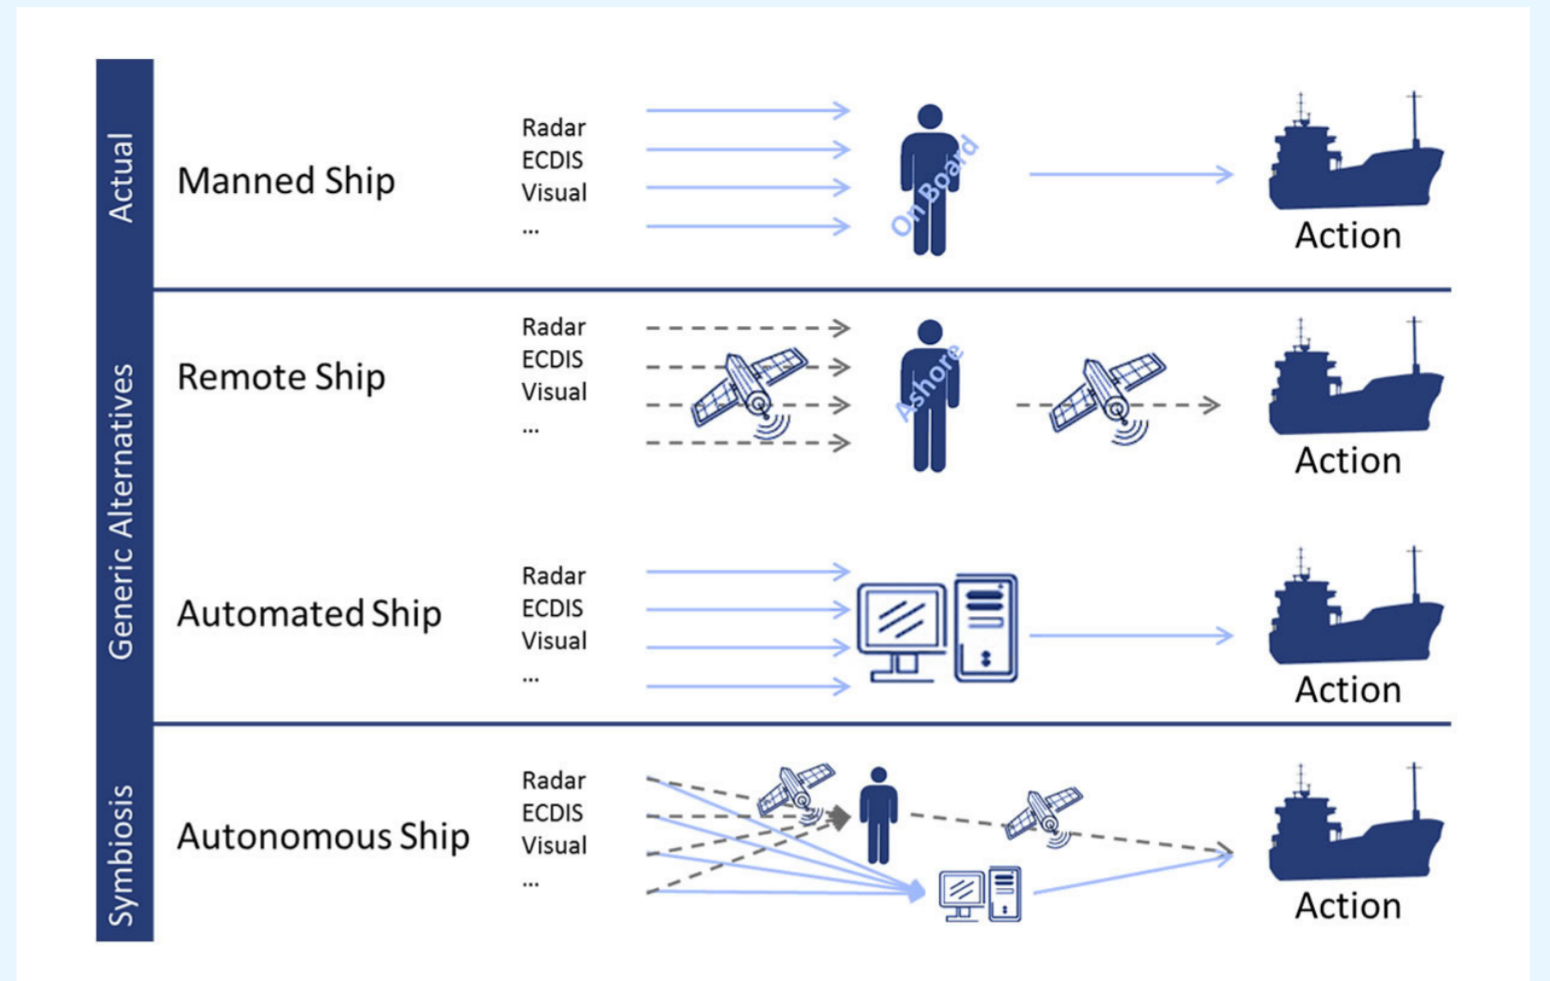 Actual
Manned Ship
Radar
ECDIS
Visual
...
On Board
Action
Generic Alternatives
Remote Ship
Radar
ECDIS
Visual
...
Ashore
Action
Automated Ship
Radar
ECDIS
Visual
...
Action
Symbiosis
Autonomous Ship
Radar
ECDIS
Visual
...
Action